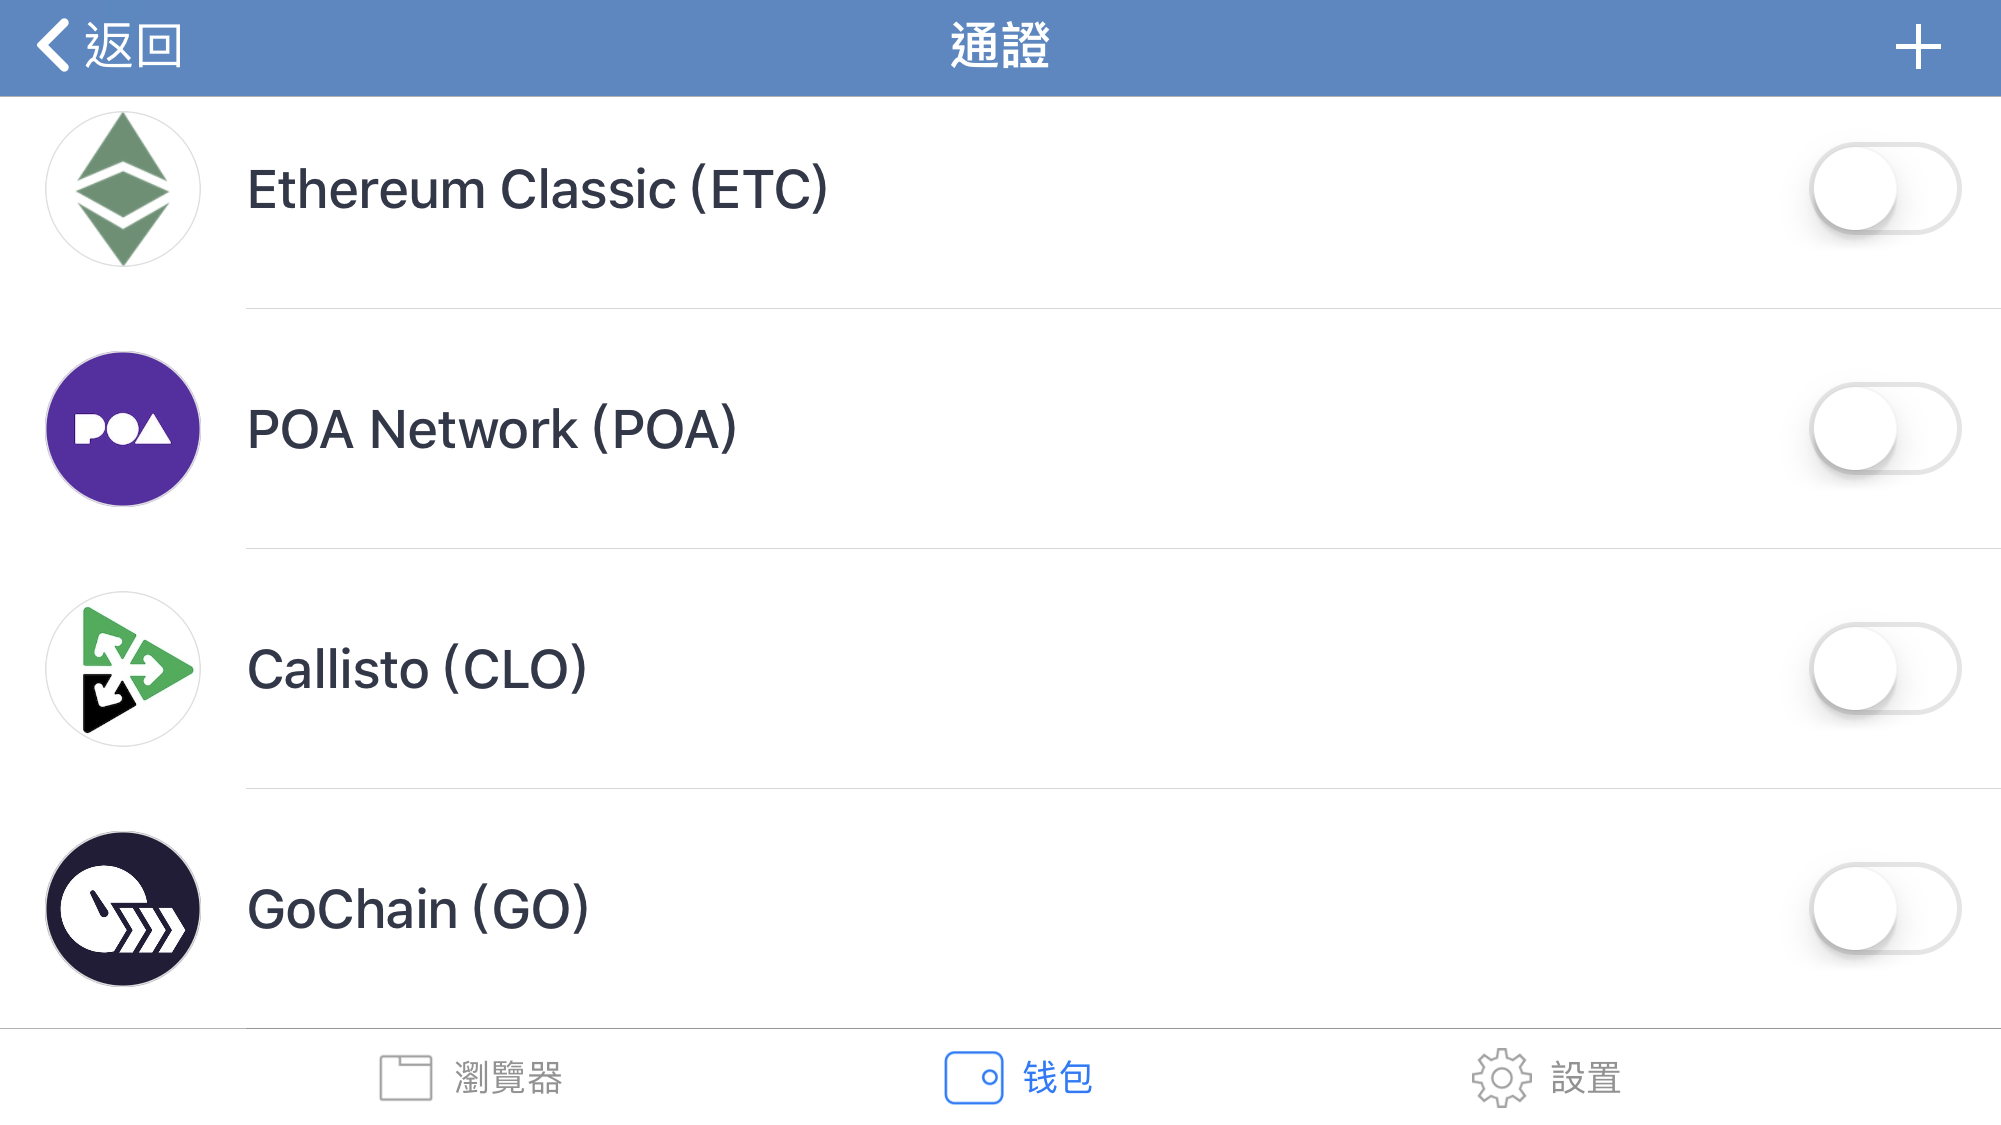 返回
通證
Ethereum Classic (ETC)
POA
POA Network (POA)
Callisto (CLO)
GoChain (GO)
瀏覽器
钱包
設置